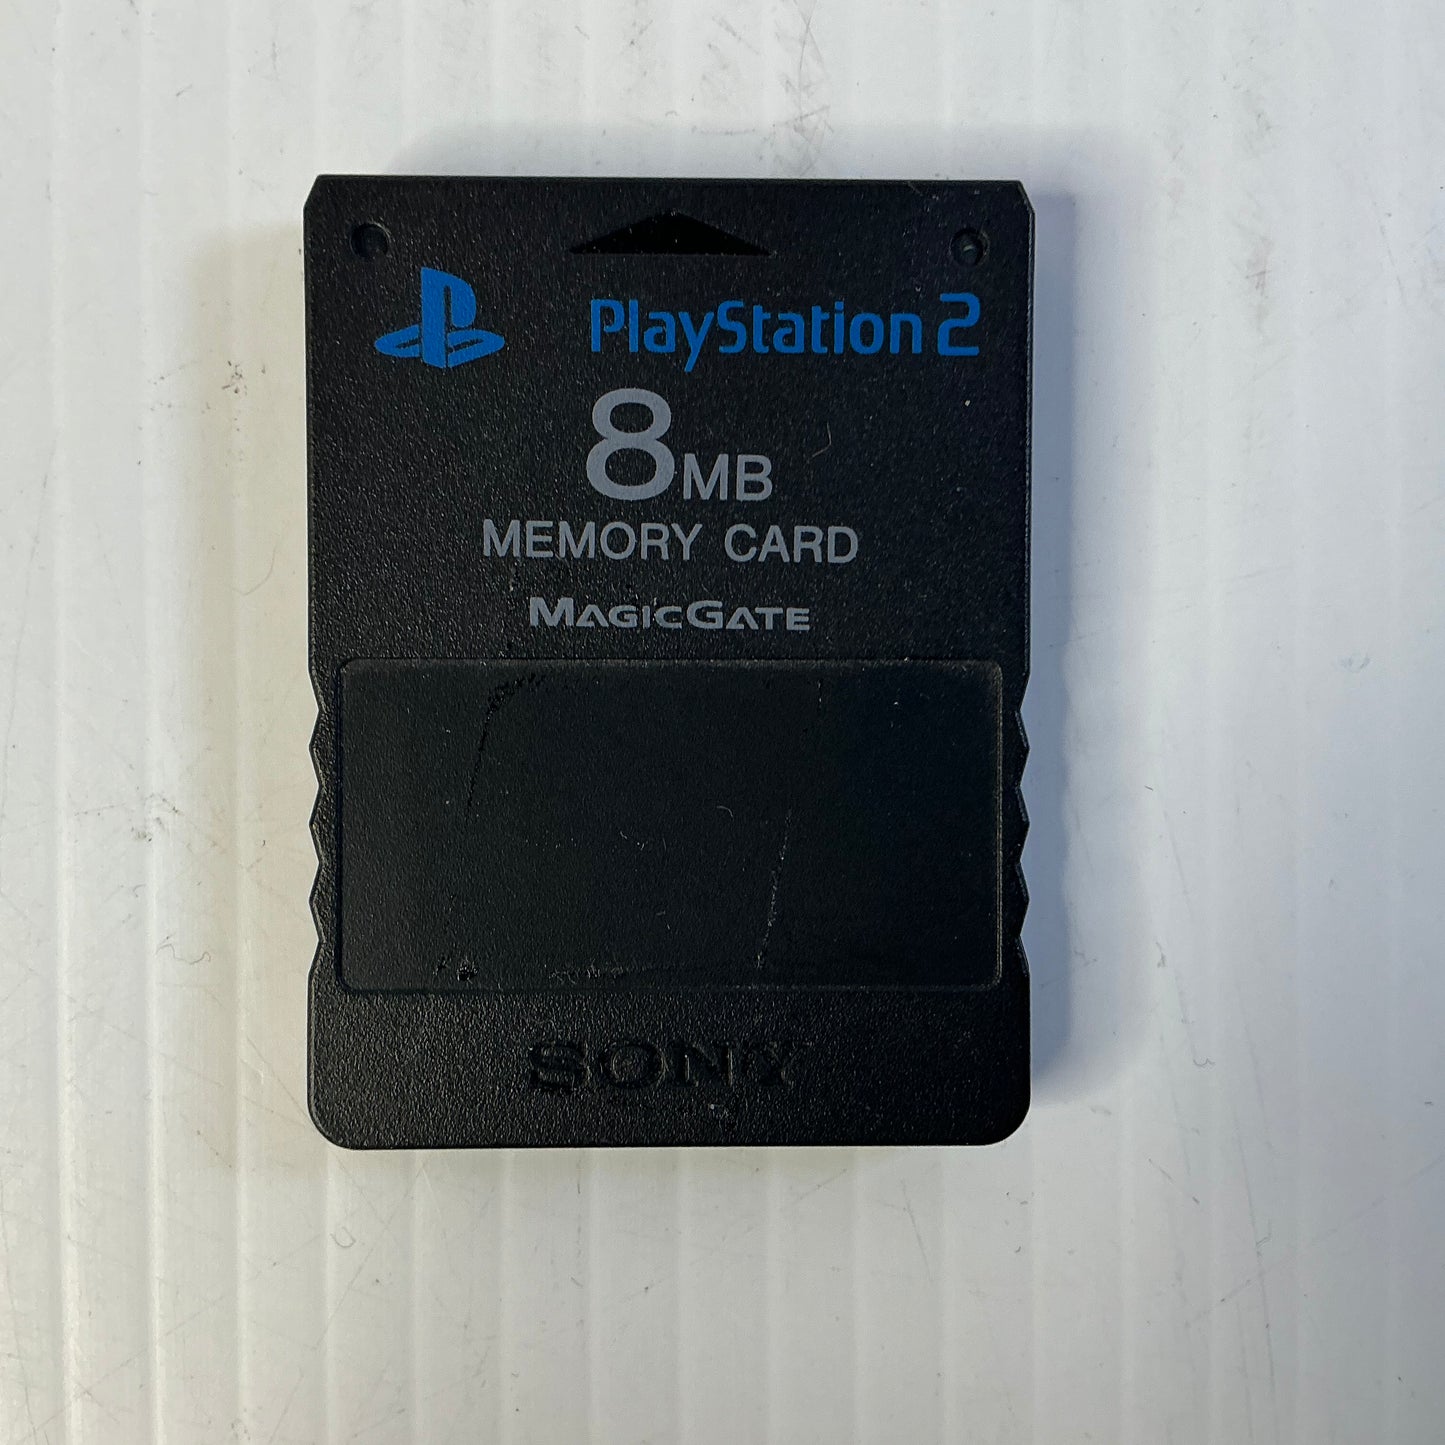 PlayStation 2
8MB
MEMORY CARD
MAGICGATE
SONY